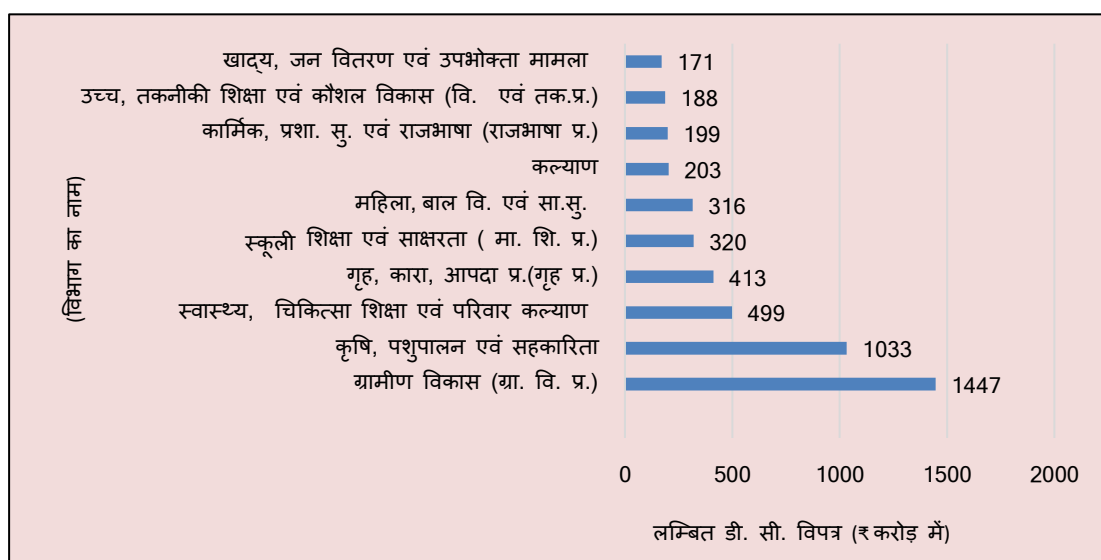 खाद्य, जन वितरण एवं उपभोक्ता मामला 171
उच्च, तकनीकी शिक्षा एवं कौशल विकास (वि. एवं तक.प्र.) 188
कार्मिक, प्रशा. सु. एवं राजभाषा (राजभाषा प्र.) 199
कल्याण 203
महिला, बाल वि. एवं सा.सु. 316
स्कूली शिक्षा एवं साक्षरता ( मा. शि. प्र.) 320
गृह, कारा, आपदा प्र.(गृह प्र.) 413
स्वास्थ्य, चिकित्सा शिक्षा एवं परिवार कल्याण 499
कृषि, पशुपालन एवं सहकारिता 1033
ग्रामीण विकास (ग्रा. वि. प्र.) 1447
(विभाग का नाम)
0 500 1000 1500 2000
लम्बित डी. सी. विपत्र (₹ करोड़ में)